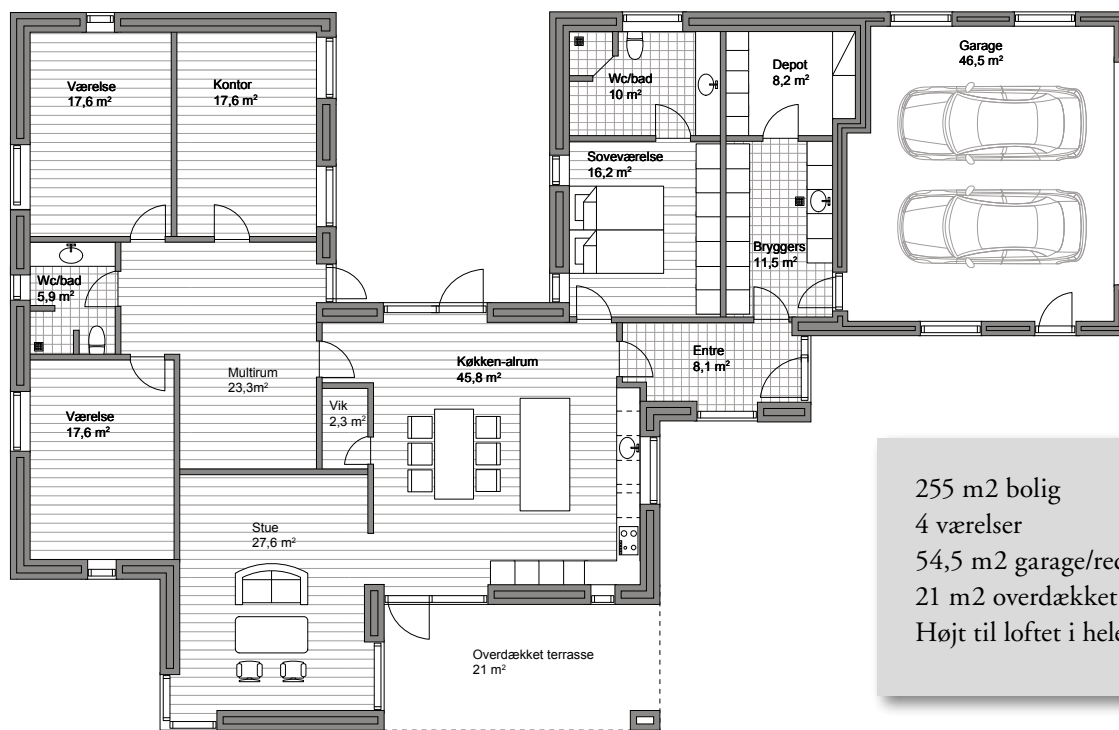 Værelse
17,6 m²
Kontor
17,6 m²
Wc/bad
10 m²
Depot
8,2 m²
Garage
46,5 m²
Soveværelse
16,2 m²
Bryggers
11,5 m²
Wc/bad
5,9 m²
Multirum
23,3m²
Køkken-alrum
45,8 m²
Entre
8,1 m²
Vik
2,3 m²
Værelse
17,6 m²
Stue
27,6 m²
Overdækket terrasse
21 m²
255 m2 bolig
4 værelser
54,5 m2 garage/red
21 m2 overdækket
Højt til loftet i hele